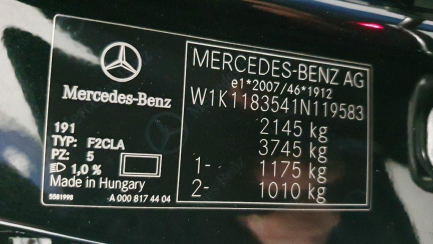 Mercedes-Benz
191
TYP: F2CLA
PZ: 5
1,0 %
Made in Hungary
5581998
A 000 817 44 04
MERCEDES-BENZ AG
e1*2007/46*1912
W1K1183541N119583
2145 kg
3745 kg
1- 1175 kg
2- 1010 kg